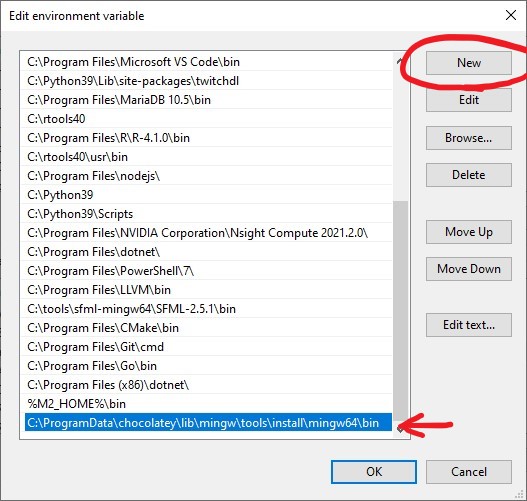 Edit environment variable
C:\Program Files\Microsoft VS Code\bin
C:\Python39\Lib\site-packages\twitchdl
C:\Program Files\MariaDB 10.5\bin
C:\rtools40
C:\Program Files\R\R-4.1.0\bin
C:\rtools40\usr\bin
C:\Program Files\nodejs\
C:\Python39
C:\Python39\Scripts
C:\Program Files\NVIDIA Corporation\Nsight Compute 2021.2.0\
C:\Program Files\dotnet\
C:\Program Files\PowerShell\7\
C:\Program Files\LLVM\bin
C:\tools\sfml-mingw64\SFML-2.5.1\bin
C:\Program Files\CMake\bin
C:\Program Files\Git\cmd
C:\Program Files\Go\bin
C:\Program Files (x86)\dotnet\
%M2_HOME%\bin
C:\ProgramData\chocolatey\lib\mingw\tools\install\mingw64\bin
New
Edit
Browse...
Delete
Move Up
Move Down
Edit text...
OK
Cancel